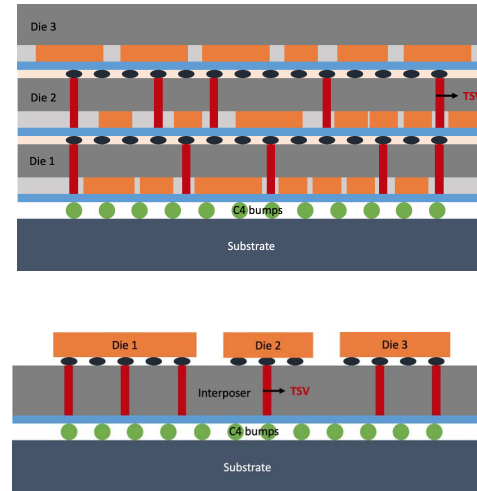 Die 3
Die 2
TSV
Die 1
C4 bumps
Substrate
Die 1
Die 2
Die 3
Interposer
TSV
C4 bumps
Substrate